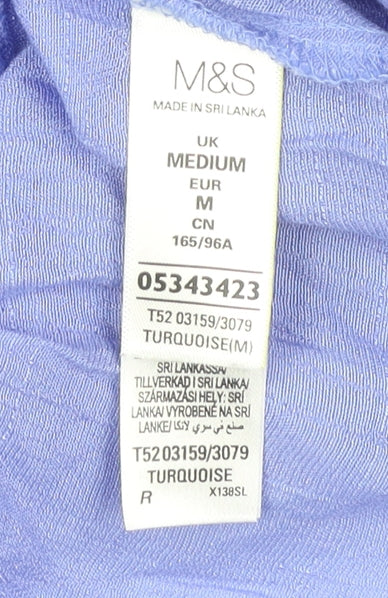 M&S
MADE IN SRI LANKA
UK
MEDIUM
EUR
M
CN
165/96A
05343423
T52 03159/3079
TURQUOISE(M)
SRI LANKASSA/
TILLVERKAD I SRI LANKA/
SZÁRMAZÁSI HELY: SRÍ
LANKA/ VYROBENÉ NA SRÍ
LANKE/ صنع في سري لانكا
T52 03159/3079
TURQUOISE
R X138SL